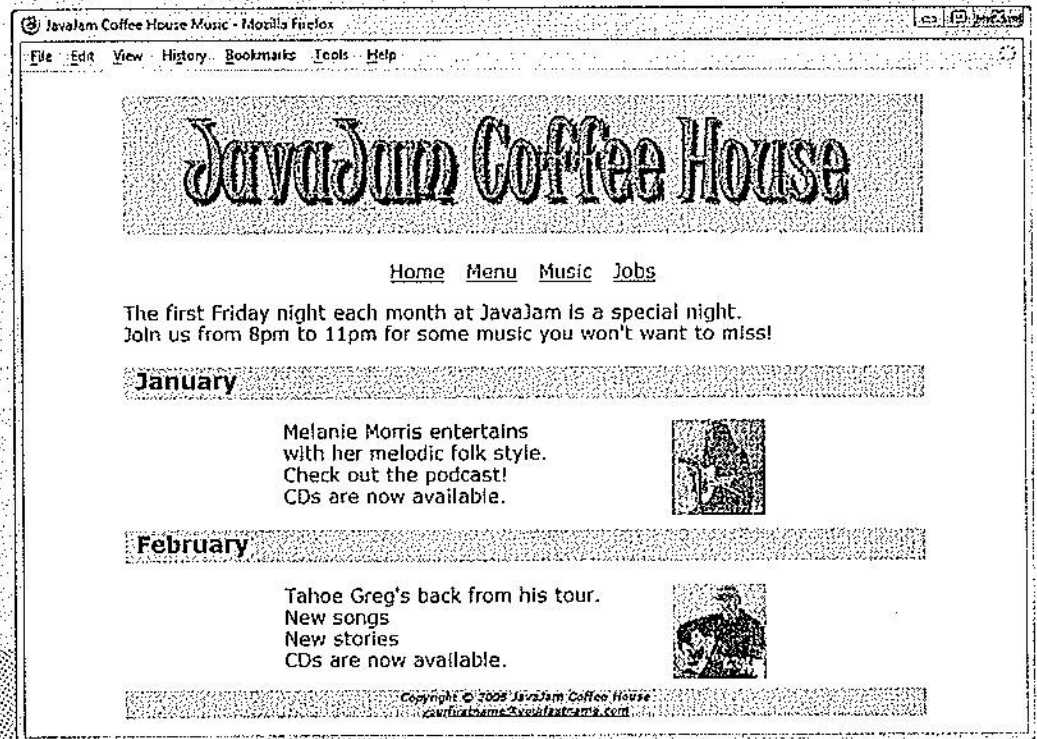 JavaJam Coffee House Music - Mozilla Firefox
File Edit View History Bookmarks Tools Help
JavaJam Coffee House
Home Menu Music Jobs
The first Friday night each month at JavaJam is a special night.
Join us from 8pm to 11pm for some music you won't want to miss!
January
Melanie Morris entertains
with her melodic folk style.
Check out the podcast!
CDs are now available.
February
Tahoe Greg's back from his tour.
New songs
New stories
CDs are now available.
Copyright © JavaJam Coffee House
yourfirstname@yourlastname.com